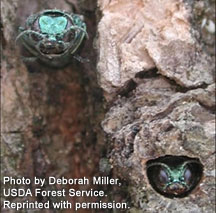 Photo by Deborah Miller,
USDA Forest Service.
Reprinted with permission.